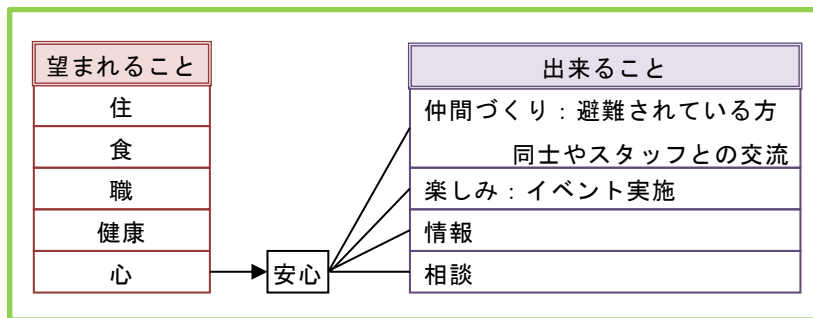 望まれること
住
食
職
健康
心
安心
出来ること
仲間づくり：避難されている方
同士やスタッフとの交流
楽しみ：イベント実施
情報
相談